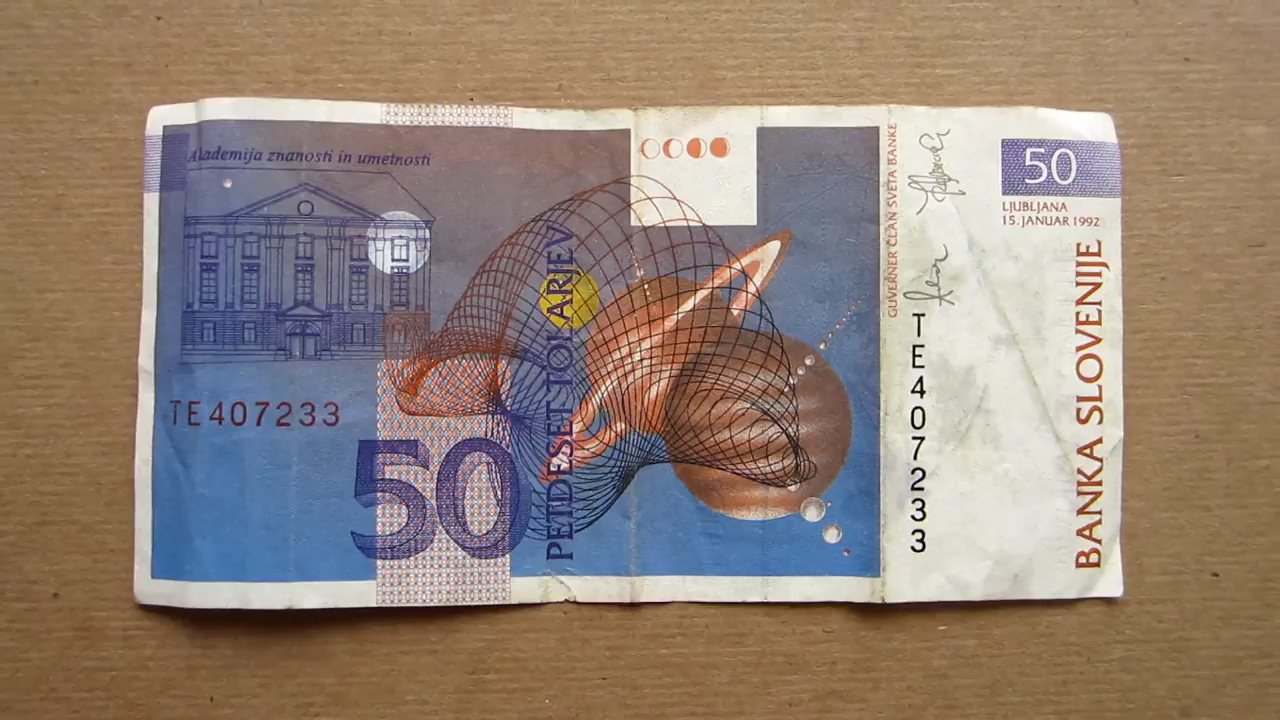 Akademija znanosti in umetnosti
TE407233
50
PETDESET TOLARJEV
GUVERNER ČLAN SVETA BANKE
TE407233
50
LJUBLJANA
15. JANUAR 1992
BANKA SLOVENIJE